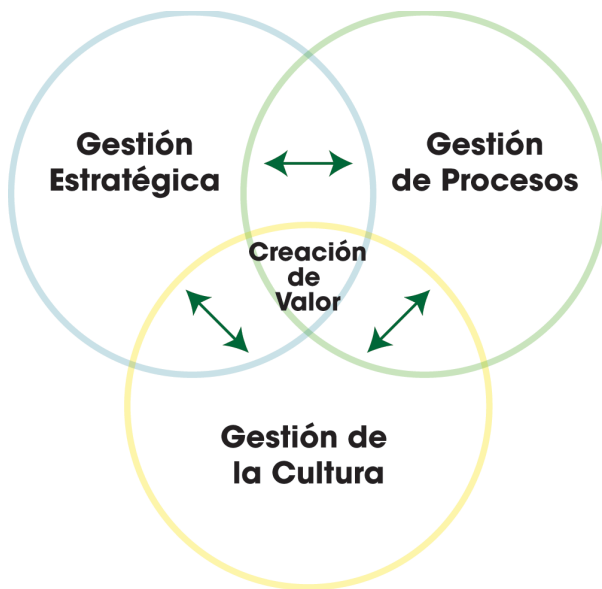 Gestión
Estratégica
Gestión
de Procesos
Creación
de
Valor
Gestión de
la Cultura